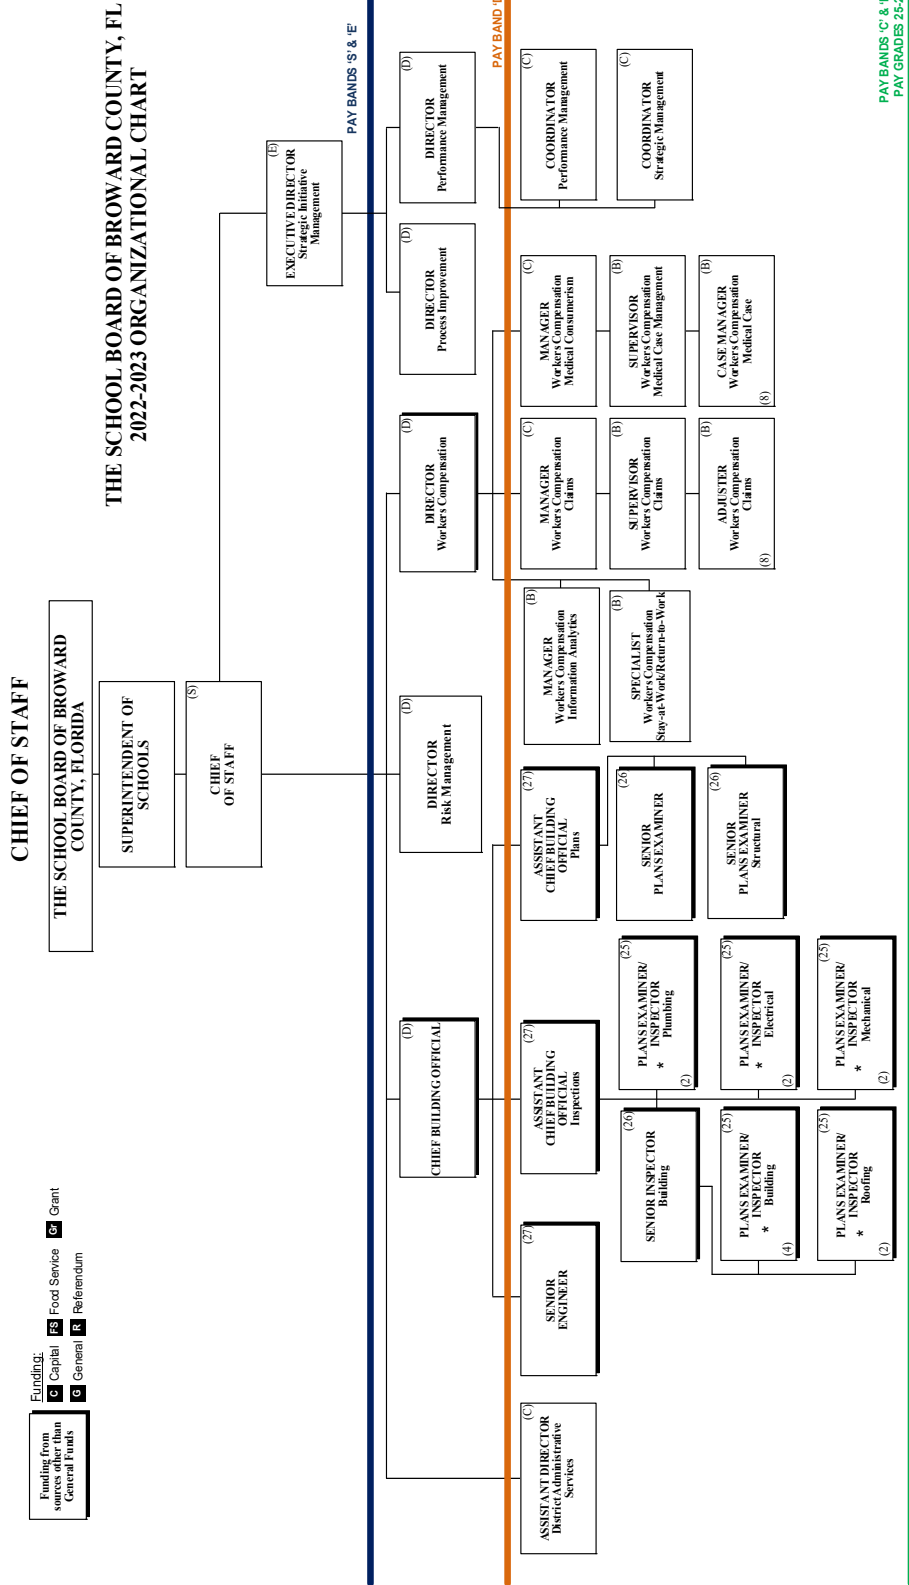 CHIEF OF STAFF
THE SCHOOL BOARD OF BROWARD COUNTY, FL
2022-2023 ORGANIZATIONAL CHART
Funding from
sources other than
General Funds
Funding:
C Capital FS Food Service Gr Grant
G General R Referendum
THE SCHOOL BOARD OF BROWARD
COUNTY, FLORIDA
SUPERINTENDENT OF
SCHOOLS
(S)
CHIEF
OF STAFF
(E)
EXECUTIVE DIRECTOR
Strategic Initiative
Management
PAY BANDS 'S' & 'E'
(D)
CHIEF BUILDING OFFICIAL
(D)
DIRECTOR
Risk Management
(D)
DIRECTOR
Workers Compensation
(D)
DIRECTOR
Process Improvement
(D)
DIRECTOR
Performance Management
PAY BAND
(C)
ASSISTANT DIRECTOR
District Administrative
Services
(27)
SENIOR
ENGINEER
(27)
ASSISTANT
CHIEF BUILDING
OFFICIAL
Inspections
(27)
ASSISTANT
CHIEF BUILDING
OFFICIAL
Plans
(B)
MANAGER
Workers Compensation
Information Analytics
(C)
MANAGER
Workers Compensation
Claims
(C)
MANAGER
Workers Compensation
Medical Consumerism
(C)
COORDINATOR
Performance Management
(26)
SENIOR INSPECTOR
Building
(25)
PLANS EXAMINER/
INSPECTOR
* Plumbing
(2)
(26)
SENIOR
PLANS EXAMINER
(B)
SPECIALIST
Workers Compensation
Stay-at-Work/Return-to-Work
(B)
SUPERVISOR
Workers Compensation
Claims
(B)
SUPERVISOR
Workers Compensation
Medical Case Management
(C)
COORDINATOR
Strategic Management
(25)
PLANS EXAMINER/
INSPECTOR
* Building
(4)
(25)
PLANS EXAMINER/
INSPECTOR
* Electrical
(2)
(26)
SENIOR
PLANS EXAMINER
Structural
(B)
ADJUSTER
Workers Compensation
Claims
(8)
(B)
CASE MANAGER
Workers Compensation
Medical Case
(8)
(25)
PLANS EXAMINER/
INSPECTOR
* Roofing
(2)
(25)
PLANS EXAMINER/
INSPECTOR
* Mechanical
(2)
PAY BANDS 'C' &
PAY GRADES